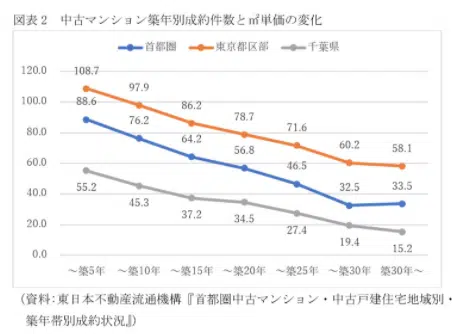 図表2 中古マンション築年別成約件数と㎡単価の変化
首都圏 東京都区部 千葉県
120.0
100.0
80.0
60.0
40.0
20.0
0.0
108.7 97.9 86.2 78.7 71.6 60.2 58.1
88.6 76.2 64.2 56.8 46.5 32.5 33.5
55.2 45.3 37.2 34.5 27.4 19.4 15.2
～築5年 ～築10年 ～築15年 ～築20年 ～築25年 ～築30年 築30年～
（資料:東日本不動産流通機構『首都圏中古マンション・中古戸建住宅地域別・
築年帯別成約状況』）